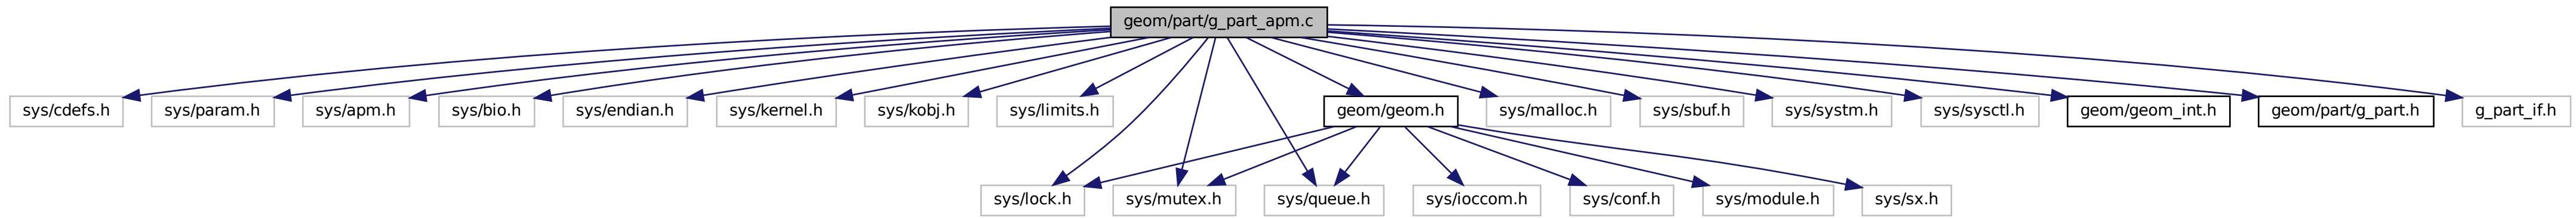 geom/part/g_part_apm.c
sys/cdefs.h
sys/param.h
sys/apm.h
sys/bio.h
sys/endian.h
sys/kernel.h
sys/kobj.h
sys/limits.h
geom/geom.h
sys/malloc.h
sys/sbuf.h
sys/systm.h
sys/sysctl.h
geom/geom_int.h
geom/part/g_part.h
g_part_if.h
sys/lock.h
sys/mutex.h
sys/queue.h
sys/ioccom.h
sys/conf.h
sys/module.h
sys/sx.h